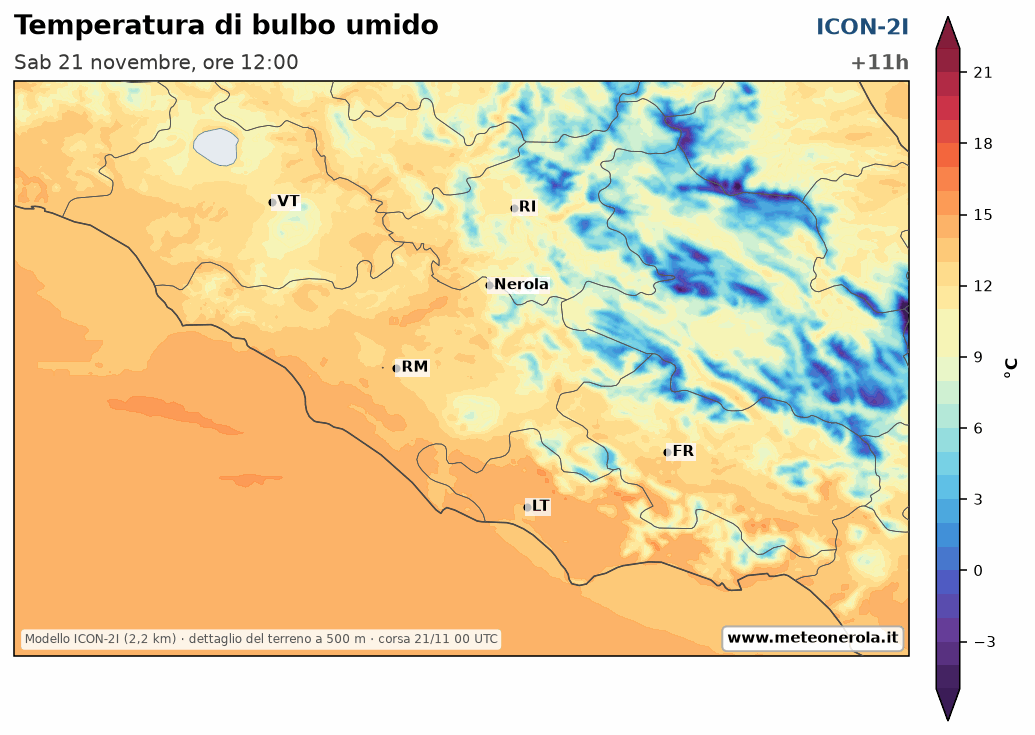 Temperatura di bulbo umido
ICON-2I
Sab 21 novembre, ore 12:00
+11h
VT
RI
Nerola
RM
FR
LT
21
18
15
12
9
6
3
0
−3
°C
Modello ICON-2I (2,2 km) · dettaglio del terreno a 500 m · corsa 21/11 00 UTC
www.meteonerola.it